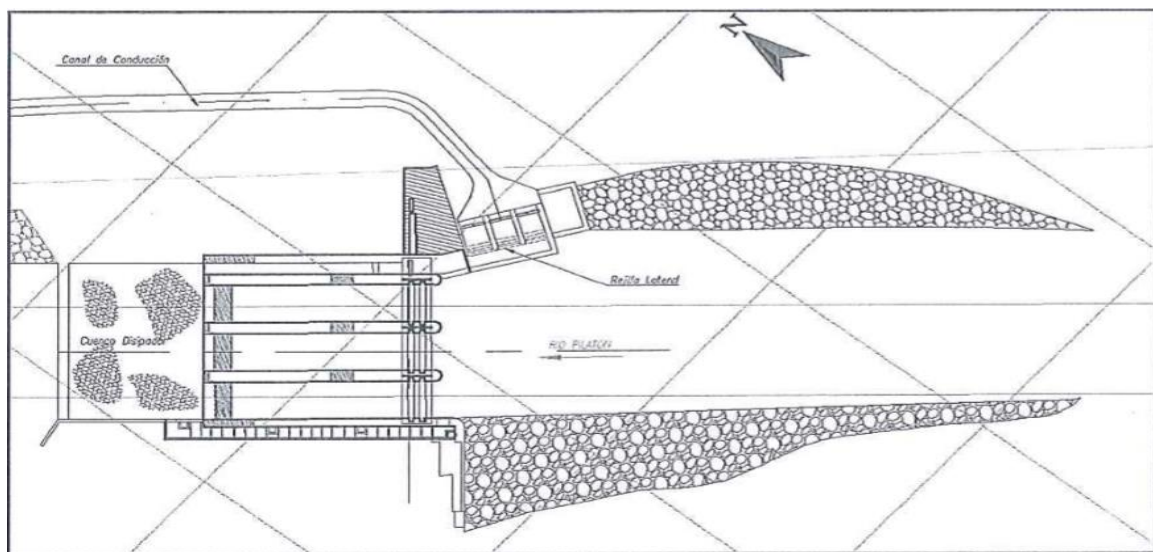 N
Canal de Conducción
Rejilla Lateral
Cuenco Disipador
RIO PILATON